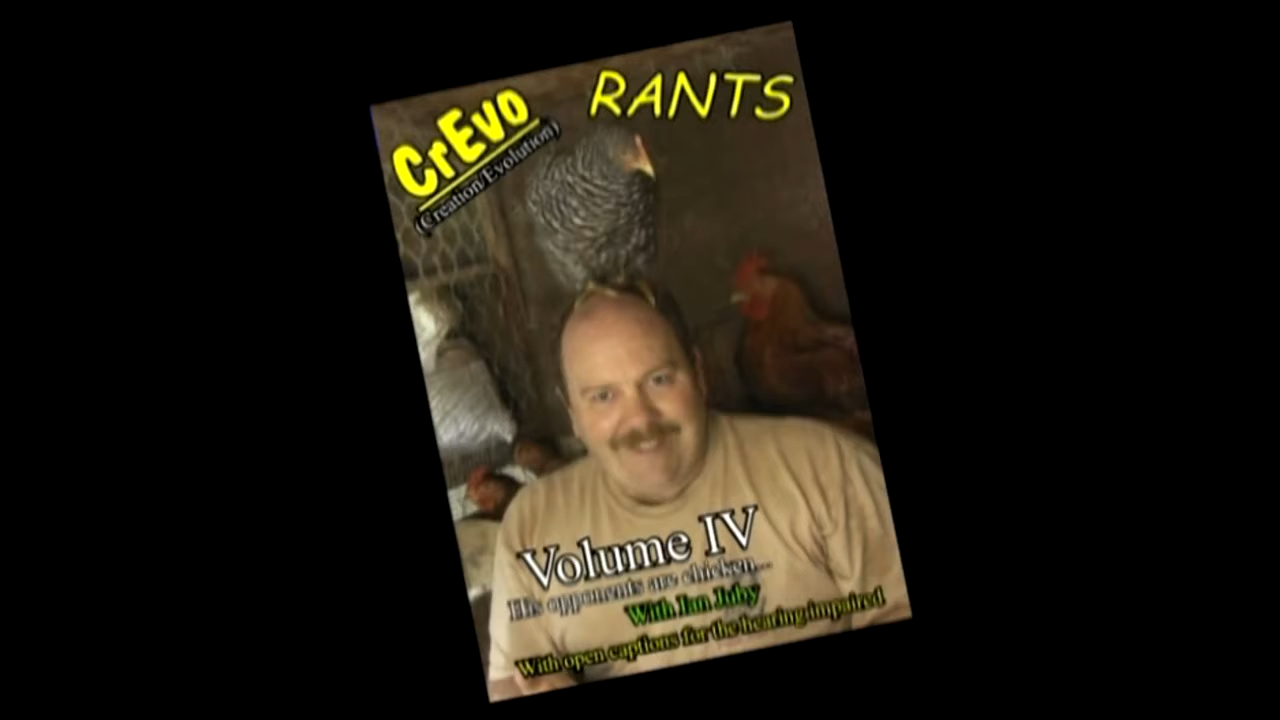 CrEvo
(Creation/Evolution)
RANTS
Volume IV
His opponents are chicken...
With Ian Juby
With open captions for the hearing impaired